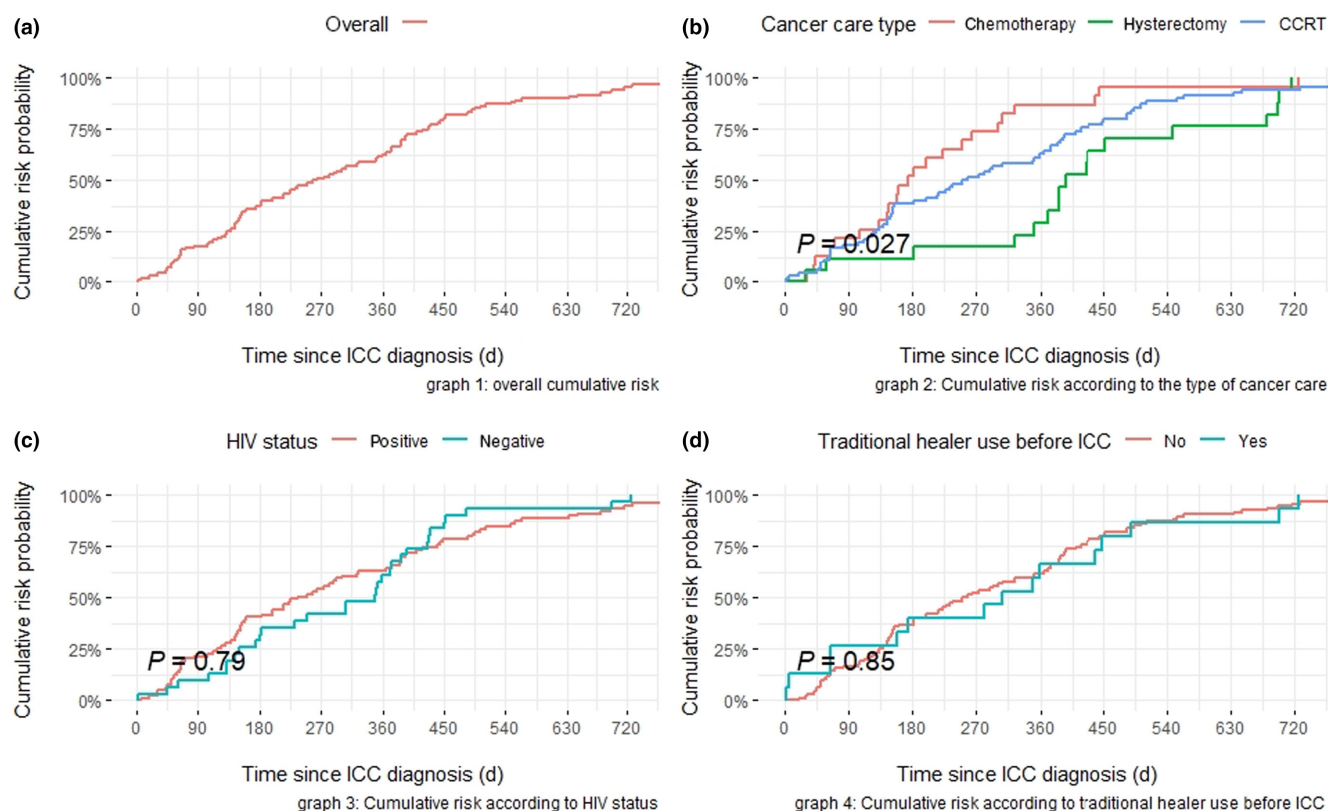 (a)
Overall
100%
75%
50%
25%
0%
Cumulative risk probability
0 90 180 270 360 450 540 630 720
Time since ICC diagnosis (d)
graph 1: overall cumulative risk
(b)
Cancer care type Chemotherapy Hysterectomy CCRT
100%
75%
50%
25%
0%
Cumulative risk probability
P = 0.027
0 90 180 270 360 450 540 630 720
Time since ICC diagnosis (d)
graph 2: Cumulative risk according to the type of cancer care
(c)
HIV status Positive Negative
100%
75%
50%
25%
0%
Cumulative risk probability
P = 0.79
0 90 180 270 360 450 540 630 720
Time since ICC diagnosis (d)
graph 3: Cumulative risk according to HIV status
(d)
Traditional healer use before ICC No Yes
100%
75%
50%
25%
0%
Cumulative risk probability
P = 0.85
0 90 180 270 360 450 540 630 720
Time since ICC diagnosis (d)
graph 4: Cumulative risk according to traditional healer use before ICC